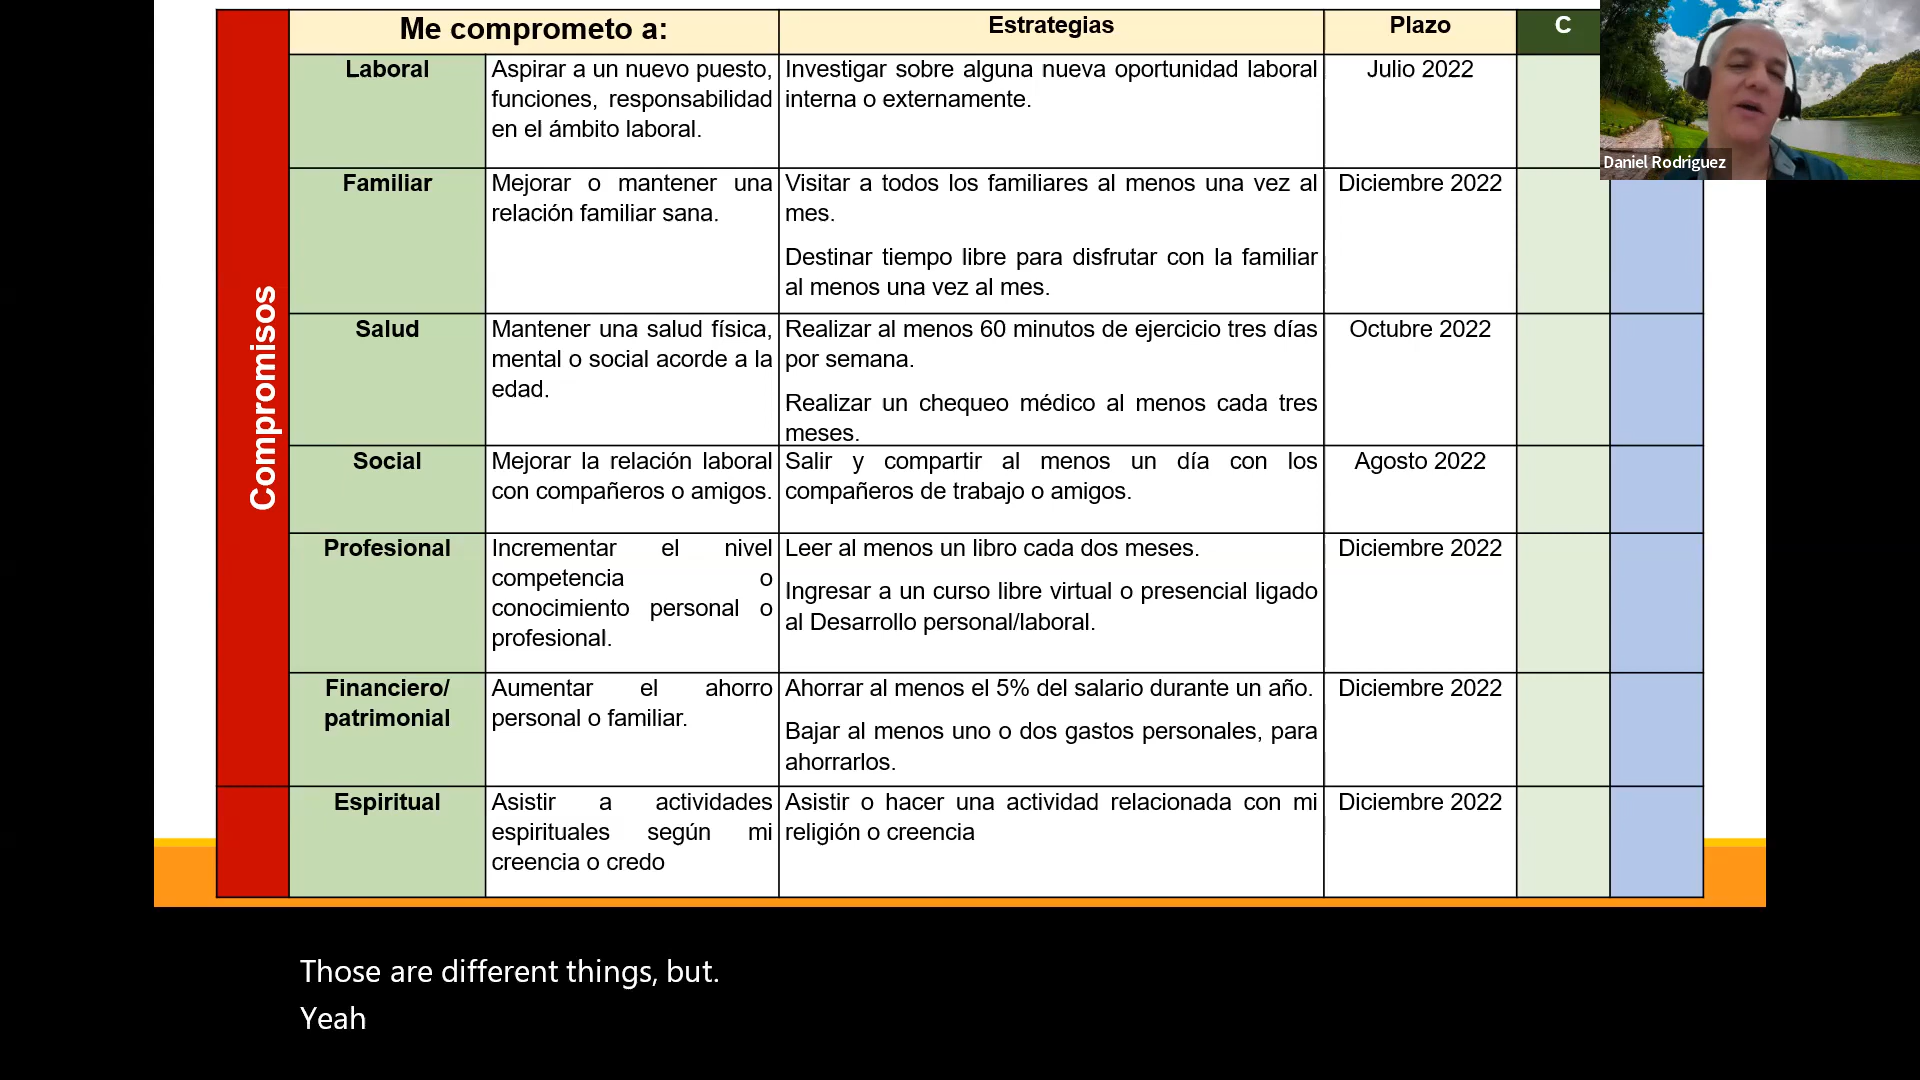 Me comprometo a:
Estrategias
Plazo
C
Compromisos
Laboral
Aspirar a un nuevo puesto,
funciones, responsabilidad
en el ámbito laboral.
Investigar sobre alguna nueva oportunidad laboral
interna o externamente.
Julio 2022
Daniel Rodriguez
Familiar
Mejorar o mantener una
relación familiar sana.
Visitar a todos los familiares al menos una vez al
mes.
Destinar tiempo libre para disfrutar con la familiar
al menos una vez al mes.
Diciembre 2022
Salud
Mantener una salud física,
mental o social acorde a la
edad.
Realizar al menos 60 minutos de ejercicio tres días
por semana.
Realizar un chequeo médico al menos cada tres
meses.
Octubre 2022
Social
Mejorar la relación laboral
con compañeros o amigos.
Salir y compartir al menos un día con los
compañeros de trabajo o amigos.
Agosto 2022
Profesional
Incrementar el nivel
competencia o
conocimiento personal o
profesional.
Leer al menos un libro cada dos meses.
Ingresar a un curso libre virtual o presencial ligado
al Desarrollo personal/laboral.
Diciembre 2022
Financiero/
patrimonial
Aumentar el ahorro
personal o familiar.
Ahorrar al menos el 5% del salario durante un año.
Bajar al menos uno o dos gastos personales, para
ahorrarlos.
Diciembre 2022
Espiritual
Asistir a actividades
espirituales según mi
creencia o credo
Asistir o hacer una actividad relacionada con mi
religión o creencia
Diciembre 2022
Those are different things, but.
Yeah